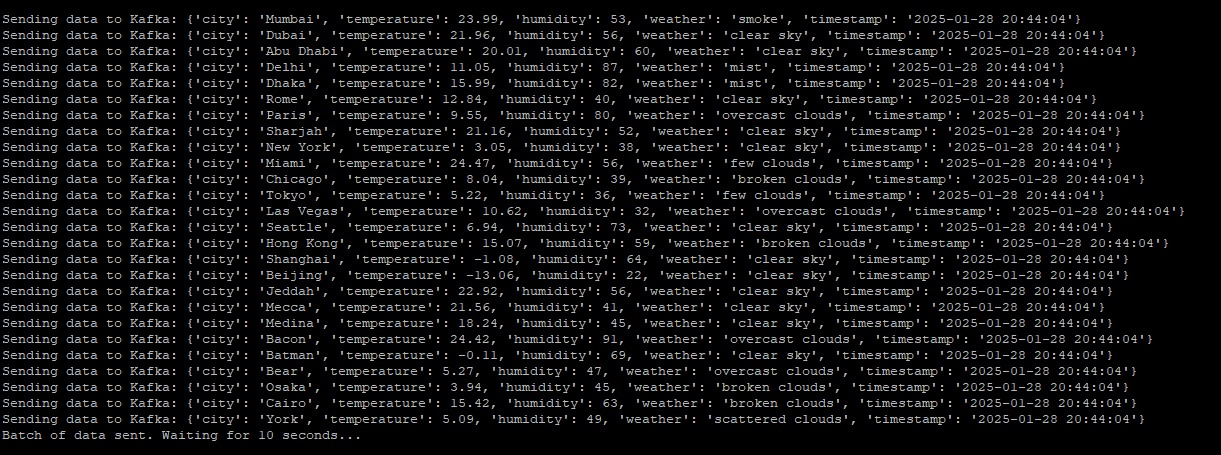 Sending data to Kafka: {'city': 'Mumbai', 'temperature': 23.99, 'humidity': 53, 'weather': 'smoke', 'timestamp': '2025-01-28 20:44:04'}
Sending data to Kafka: {'city': 'Dubai', 'temperature': 21.96, 'humidity': 56, 'weather': 'clear sky', 'timestamp': '2025-01-28 20:44:04'}
Sending data to Kafka: {'city': 'Abu Dhabi', 'temperature': 20.01, 'humidity': 60, 'weather': 'clear sky', 'timestamp': '2025-01-28 20:44:04'}
Sending data to Kafka: {'city': 'Delhi', 'temperature': 11.05, 'humidity': 87, 'weather': 'mist', 'timestamp': '2025-01-28 20:44:04'}
Sending data to Kafka: {'city': 'Dhaka', 'temperature': 15.99, 'humidity': 82, 'weather': 'mist', 'timestamp': '2025-01-28 20:44:04'}
Sending data to Kafka: {'city': 'Rome', 'temperature': 12.84, 'humidity': 40, 'weather': 'clear sky', 'timestamp': '2025-01-28 20:44:04'}
Sending data to Kafka: {'city': 'Paris', 'temperature': 9.55, 'humidity': 80, 'weather': 'overcast clouds', 'timestamp': '2025-01-28 20:44:04'}
Sending data to Kafka: {'city': 'Sharjah', 'temperature': 21.16, 'humidity': 52, 'weather': 'clear sky', 'timestamp': '2025-01-28 20:44:04'}
Sending data to Kafka: {'city': 'New York', 'temperature': 3.05, 'humidity': 38, 'weather': 'clear sky', 'timestamp': '2025-01-28 20:44:04'}
Sending data to Kafka: {'city': 'Miami', 'temperature': 24.47, 'humidity': 56, 'weather': 'few clouds', 'timestamp': '2025-01-28 20:44:04'}
Sending data to Kafka: {'city': 'Chicago', 'temperature': 8.04, 'humidity': 39, 'weather': 'broken clouds', 'timestamp': '2025-01-28 20:44:04'}
Sending data to Kafka: {'city': 'Tokyo', 'temperature': 5.22, 'humidity': 36, 'weather': 'few clouds', 'timestamp': '2025-01-28 20:44:04'}
Sending data to Kafka: {'city': 'Las Vegas', 'temperature': 10.62, 'humidity': 32, 'weather': 'overcast clouds', 'timestamp': '2025-01-28 20:44:04'}
Sending data to Kafka: {'city': 'Seattle', 'temperature': 6.94, 'humidity': 73, 'weather': 'clear sky', 'timestamp': '2025-01-28 20:44:04'}
Sending data to Kafka: {'city': 'Hong Kong', 'temperature': 15.07, 'humidity': 59, 'weather': 'broken clouds', 'timestamp': '2025-01-28 20:44:04'}
Sending data to Kafka: {'city': 'Shanghai', 'temperature': -1.08, 'humidity': 64, 'weather': 'clear sky', 'timestamp': '2025-01-28 20:44:04'}
Sending data to Kafka: {'city': 'Beijing', 'temperature': -13.06, 'humidity': 22, 'weather': 'clear sky', 'timestamp': '2025-01-28 20:44:04'}
Sending data to Kafka: {'city': 'Jeddah', 'temperature': 22.92, 'humidity': 56, 'weather': 'clear sky', 'timestamp': '2025-01-28 20:44:04'}
Sending data to Kafka: {'city': 'Mecca', 'temperature': 21.56, 'humidity': 41, 'weather': 'clear sky', 'timestamp': '2025-01-28 20:44:04'}
Sending data to Kafka: {'city': 'Medina', 'temperature': 18.24, 'humidity': 45, 'weather': 'clear sky', 'timestamp': '2025-01-28 20:44:04'}
Sending data to Kafka: {'city': 'Bacon', 'temperature': 24.42, 'humidity': 91, 'weather': 'overcast clouds', 'timestamp': '2025-01-28 20:44:04'}
Sending data to Kafka: {'city': 'Batman', 'temperature': -0.11, 'humidity': 69, 'weather': 'clear sky', 'timestamp': '2025-01-28 20:44:04'}
Sending data to Kafka: {'city': 'Bear', 'temperature': 5.27, 'humidity': 47, 'weather': 'overcast clouds', 'timestamp': '2025-01-28 20:44:04'}
Sending data to Kafka: {'city': 'Osaka', 'temperature': 3.94, 'humidity': 45, 'weather': 'broken clouds', 'timestamp': '2025-01-28 20:44:04'}
Sending data to Kafka: {'city': 'Cairo', 'temperature': 15.42, 'humidity': 63, 'weather': 'broken clouds', 'timestamp': '2025-01-28 20:44:04'}
Sending data to Kafka: {'city': 'York', 'temperature': 5.09, 'humidity': 49, 'weather': 'scattered clouds', 'timestamp': '2025-01-28 20:44:04'}
Batch of data sent. Waiting for 10 seconds...